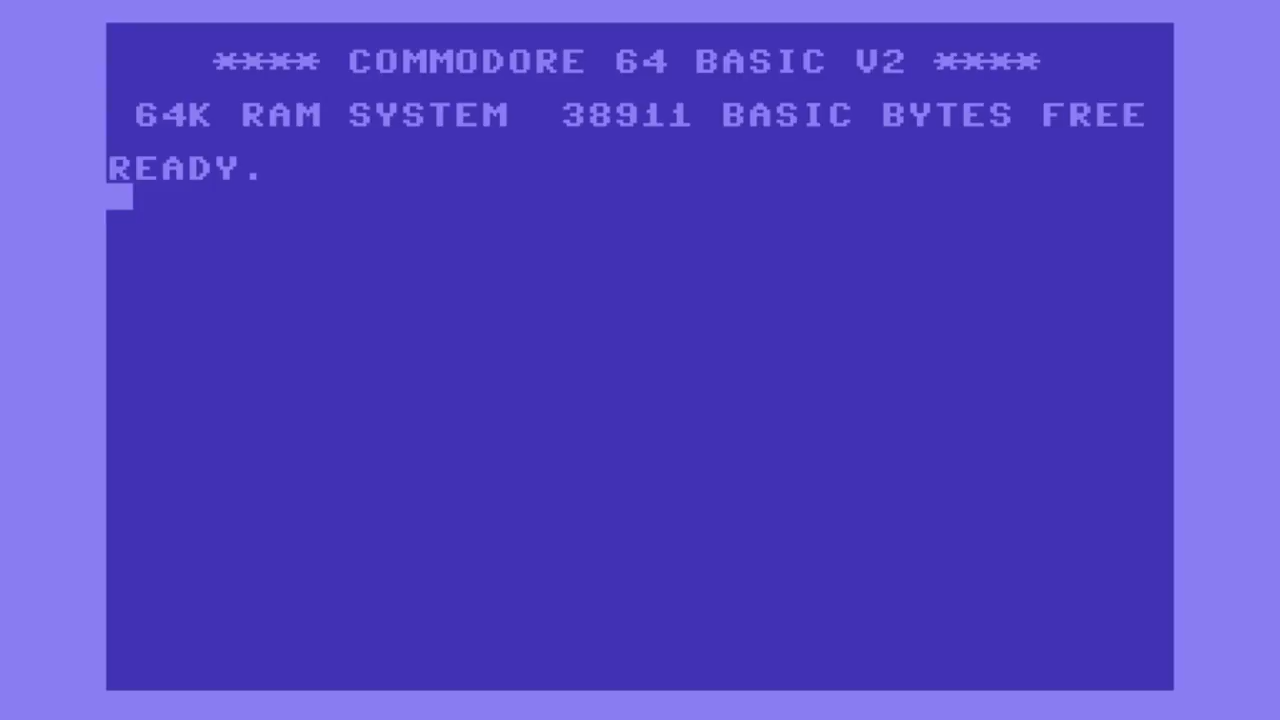 **** COMMODORE 64 BASIC V2 ****
64K RAM SYSTEM  38911 BASIC BYTES FREE
READY.